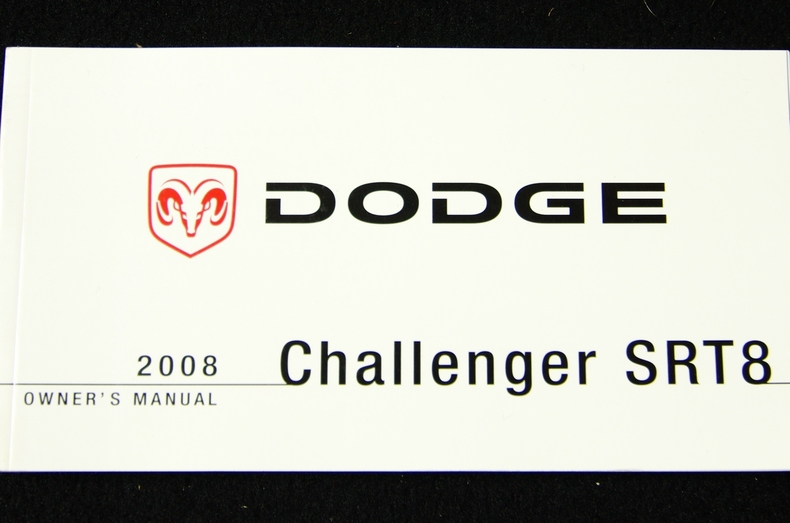 DODGE
2008 Challenger SRT8
OWNER'S MANUAL